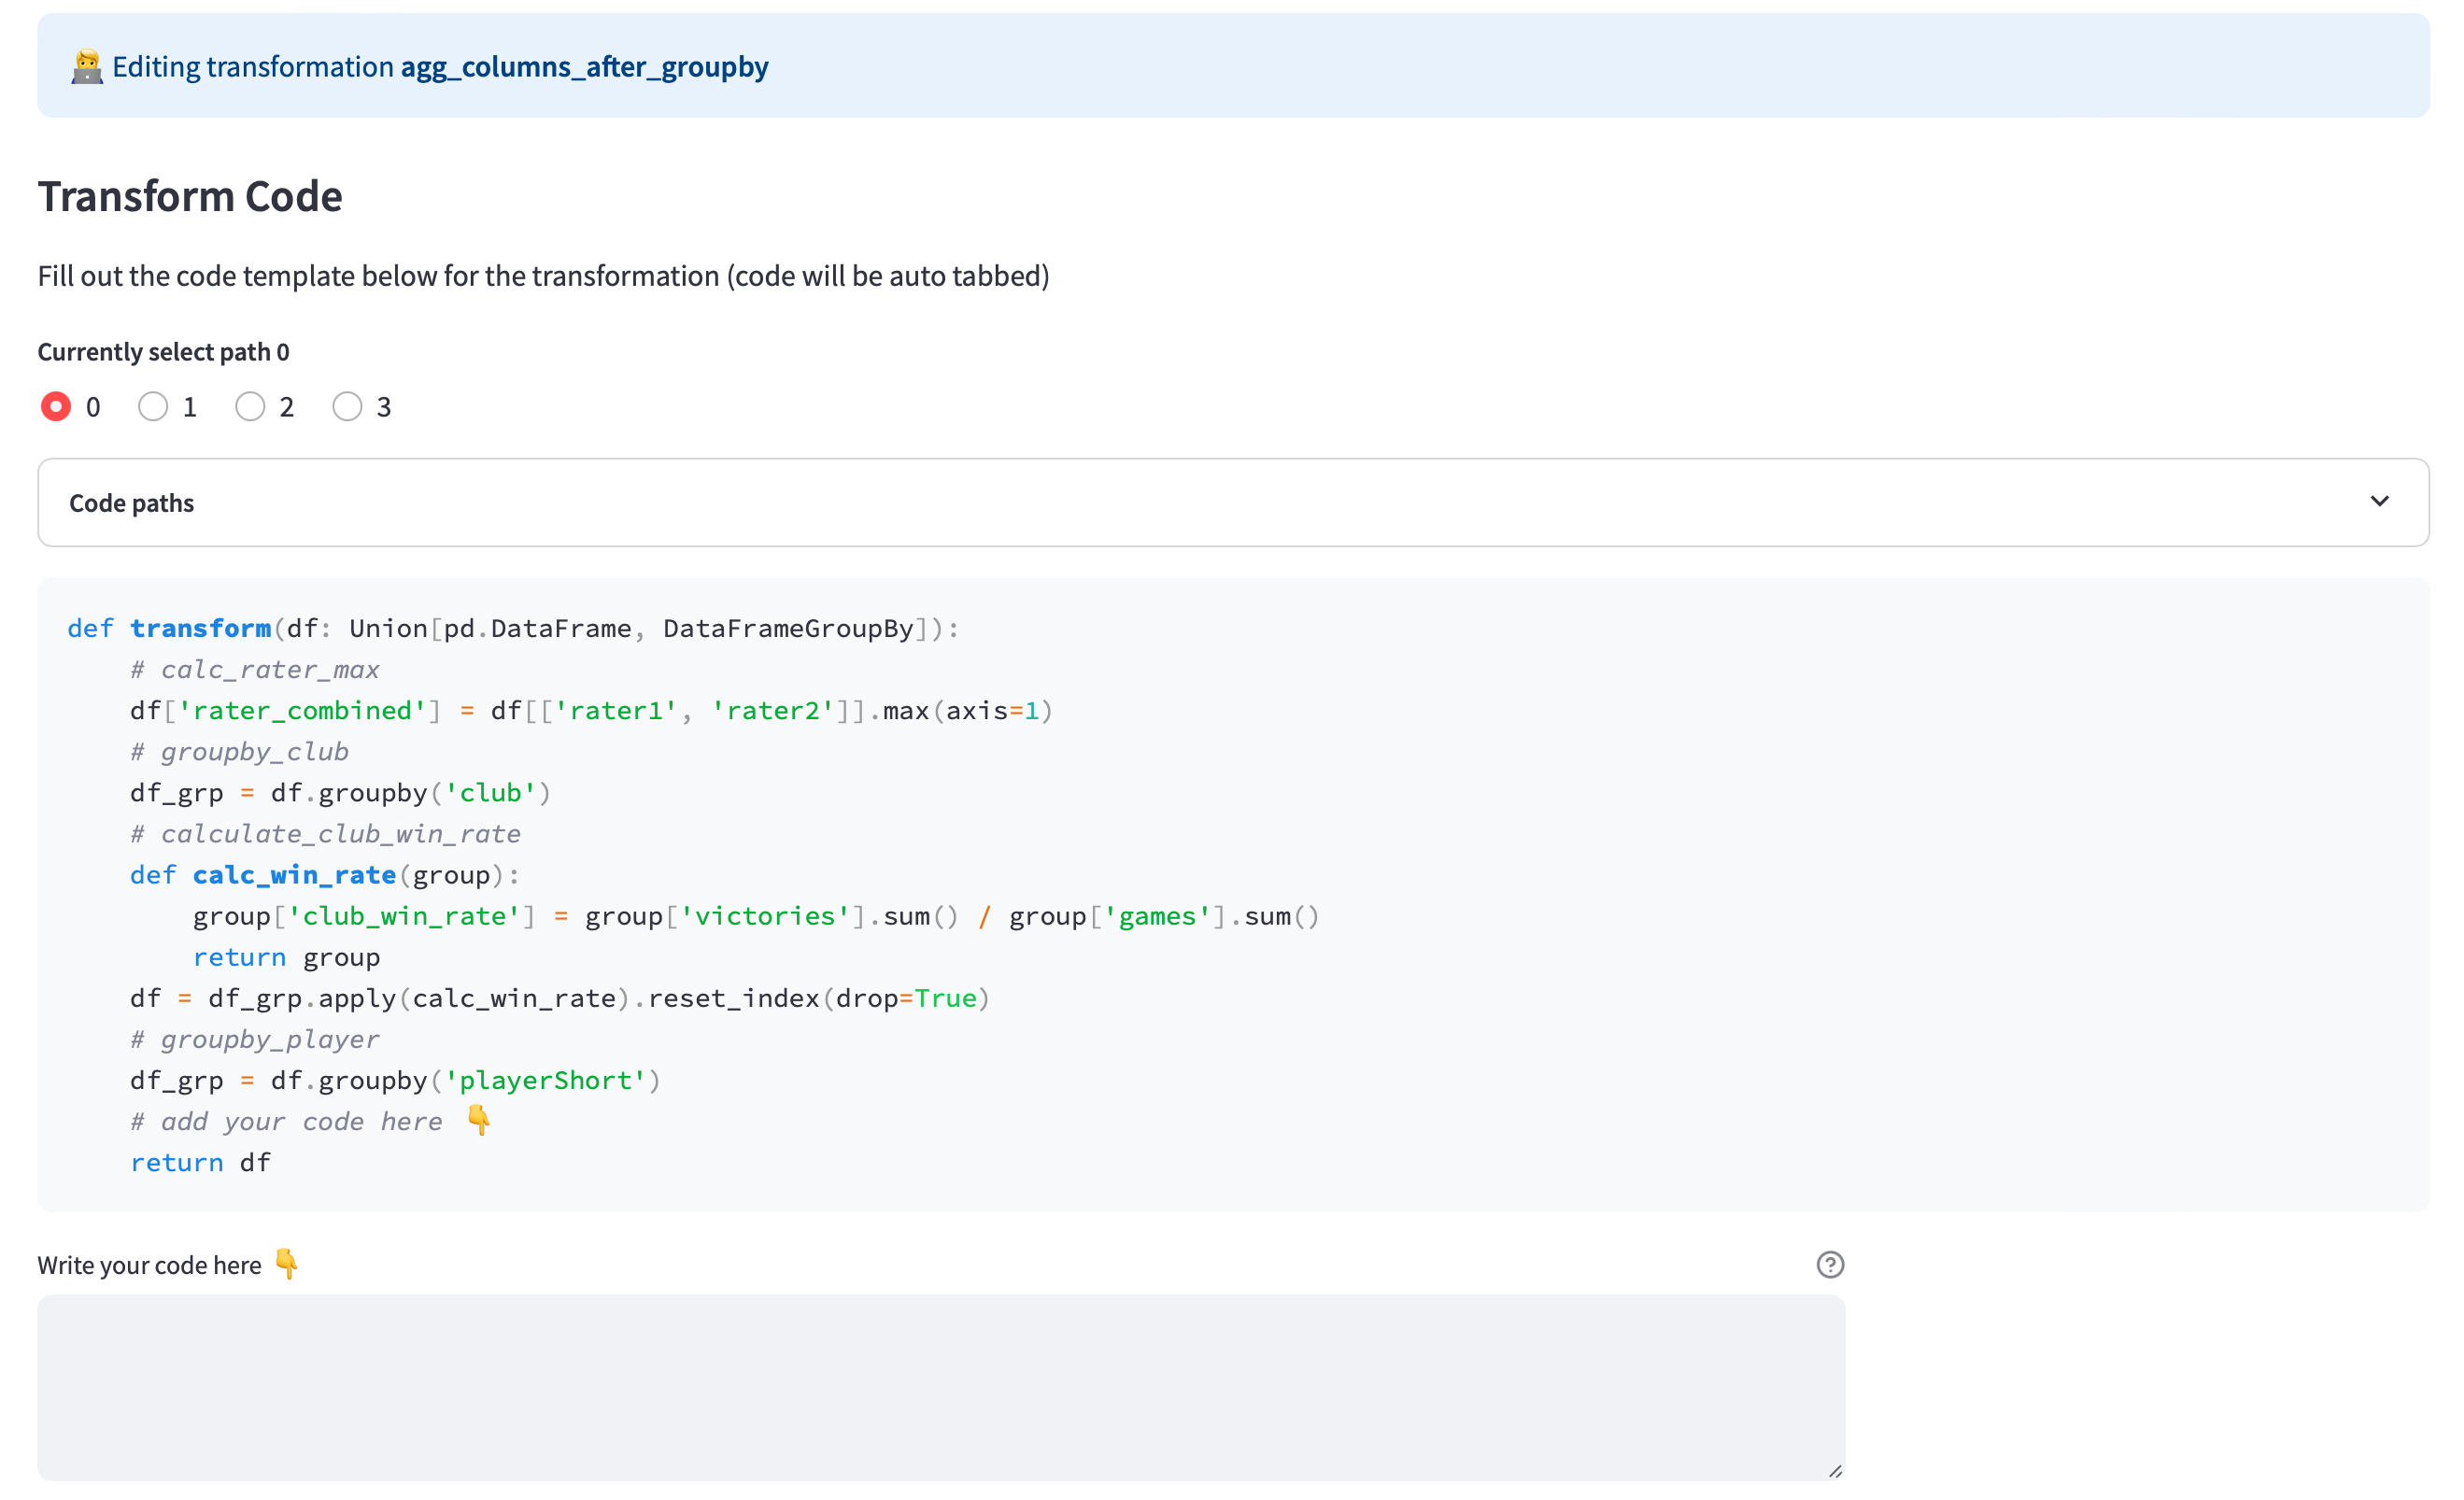 🧑‍💻 Editing transformation agg_columns_after_groupby
Transform Code
Fill out the code template below for the transformation (code will be auto tabbed)
Currently select path 0
0 1 2 3
Code paths
def transform(df: Union[pd.DataFrame, DataFrameGroupBy]):
    # calc_rater_max
    df['rater_combined'] = df[['rater1', 'rater2']].max(axis=1)
    # groupby_club
    df_grp = df.groupby('club')
    # calculate_club_win_rate
    def calc_win_rate(group):
        group['club_win_rate'] = group['victories'].sum() / group['games'].sum()
        return group
    df = df_grp.apply(calc_win_rate).reset_index(drop=True)
    # groupby_player
    df_grp = df.groupby('playerShort')
    # add your code here 👇
    return df
Write your code here 👇